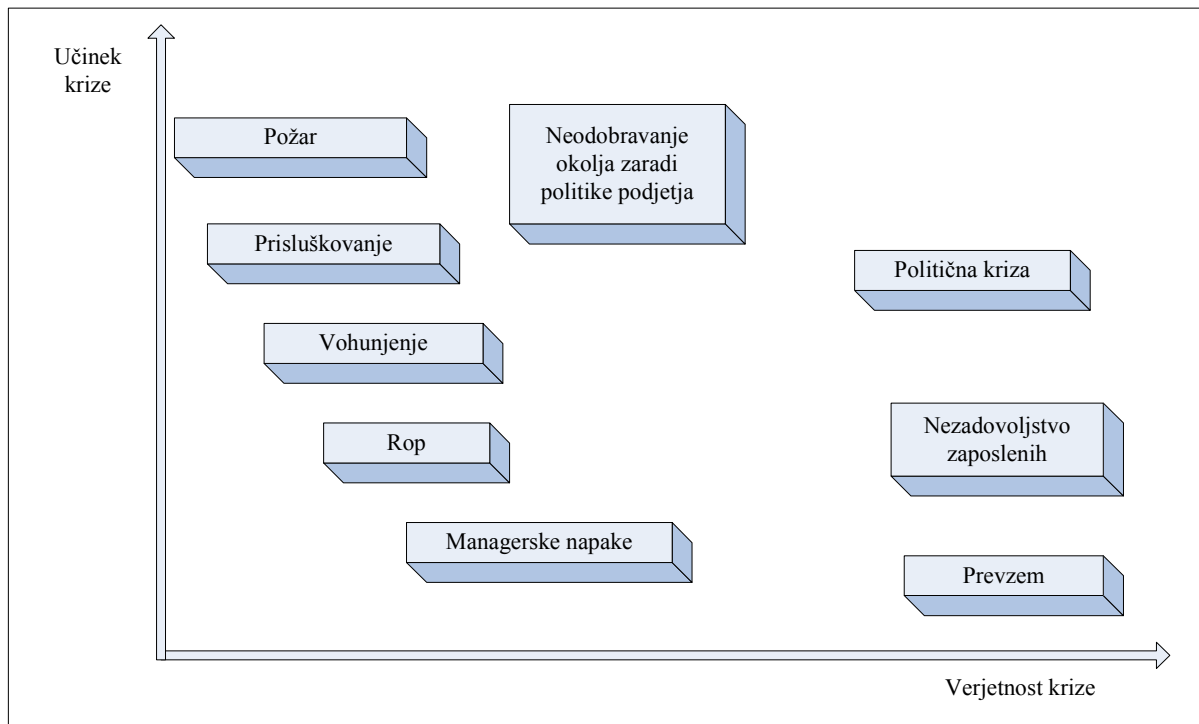 Učinek
krize
Požar
Neodobravanje
okolja zaradi
politike podjetja
Prisluškovanje
Politična kriza
Vohunjenje
Nezadovoljstvo
zaposlenih
Rop
Managerske napake
Prevzem
Verjetnost krize